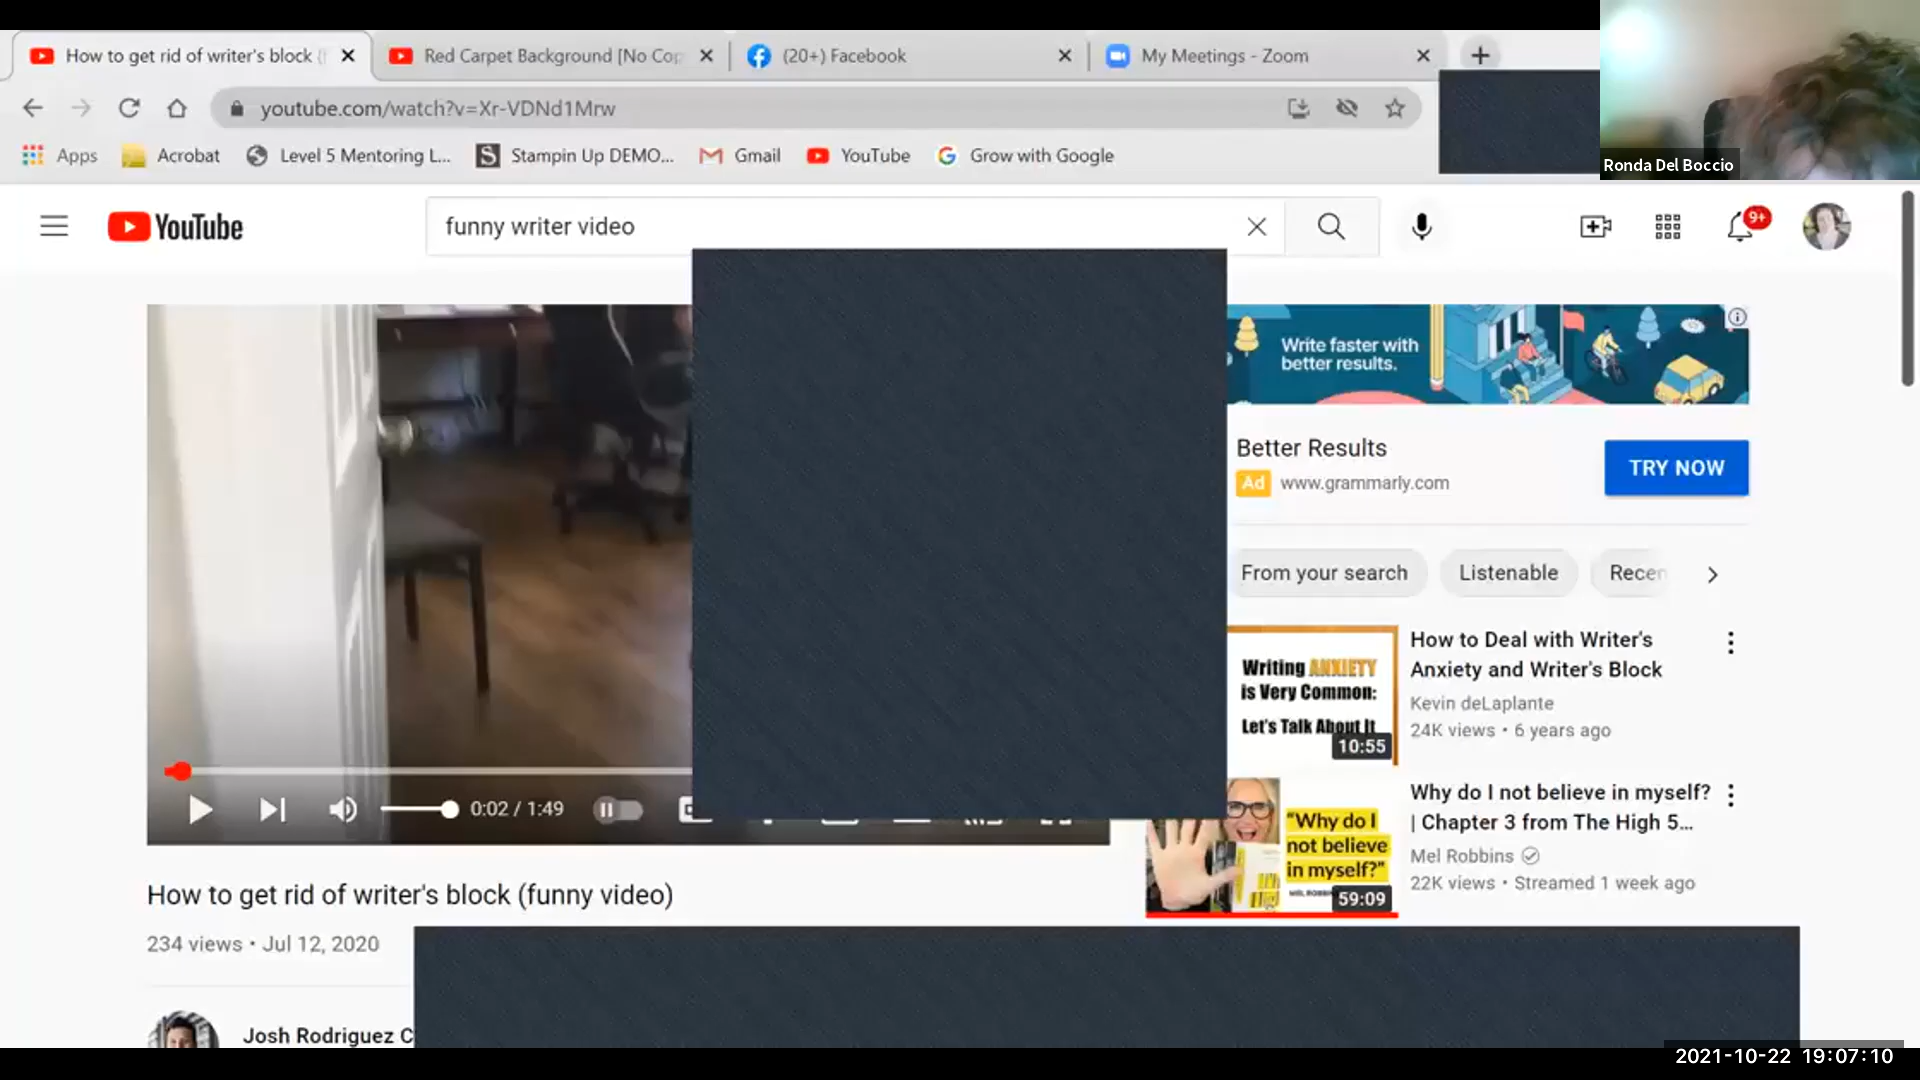 How to get rid of writer's block (
Red Carpet Background [No Cop
(20+) Facebook
My Meetings - Zoom
youtube.com/watch?v=Xr-VDNd1Mrw
Apps
Acrobat
Level 5 Mentoring L...
Stampin Up DEMO...
Gmail
YouTube
Grow with Google
Ronda Del Boccio
YouTube
funny writer video
9+
Write faster with
better results.
Better Results
Ad www.grammarly.com
TRY NOW
From your search
Listenable
Recen
Writing ANXIETY
is Very Common:
Let's Talk About It
10:55
How to Deal with Writer's
Anxiety and Writer's Block
Kevin deLaplante
24K views • 6 years ago
0:02 / 1:49
"Why do I
not believe
in myself?"
59:09
Why do I not believe in myself?
| Chapter 3 from The High 5...
Mel Robbins
22K views • Streamed 1 week ago
How to get rid of writer's block (funny video)
234 views • Jul 12, 2020
Josh Rodriguez C
2021-10-22 19:07:10